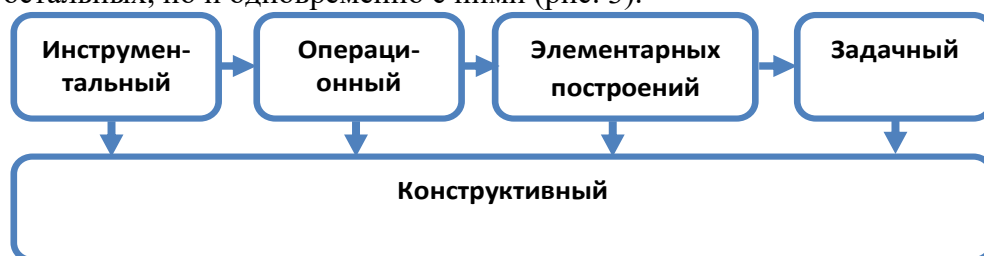 остальных, но и одновременно с ними (рис. 3).
Инструмен-
тальный
Операци-
онный
Элементарных
построений
Задачный
Конструктивный